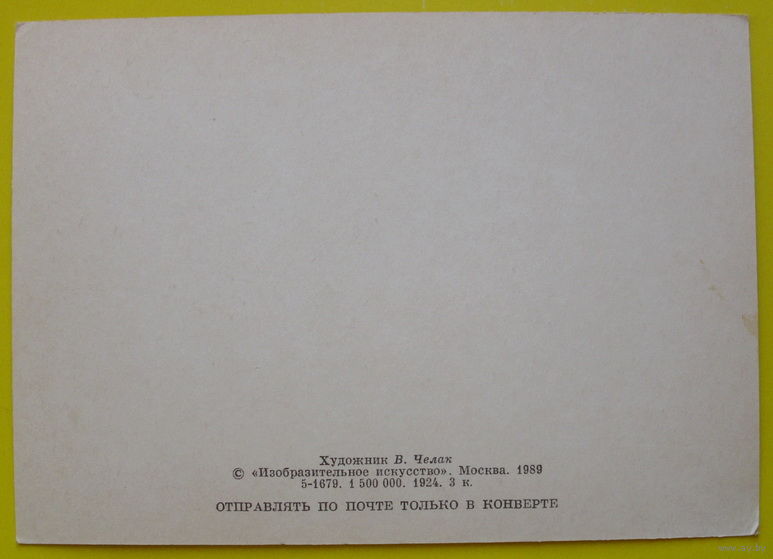 Художник В. Челак
© «Изобразительное искусство». Москва. 1989
5-1679. 1 500 000. 1924. 3 к.
ОТПРАВЛЯТЬ ПО ПОЧТЕ ТОЛЬКО В КОНВЕРТЕ